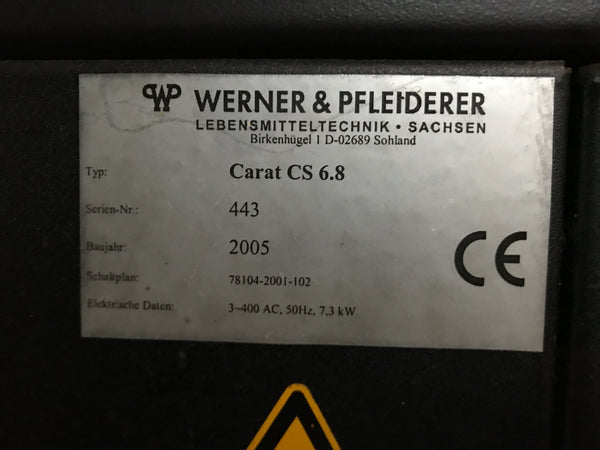 WP WERNER & PFLEIDERER
LEBENSMITTELTECHNIK • SACHSEN
Birkenhügel 1 D-02689 Sohland
Typ: Carat CS 6.8
Serien-Nr.: 443
Baujahr: 2005
Schaltplan: 78104-2001-102
Elektrische Daten: 3~400 AC, 50Hz, 7,3 kW
CE